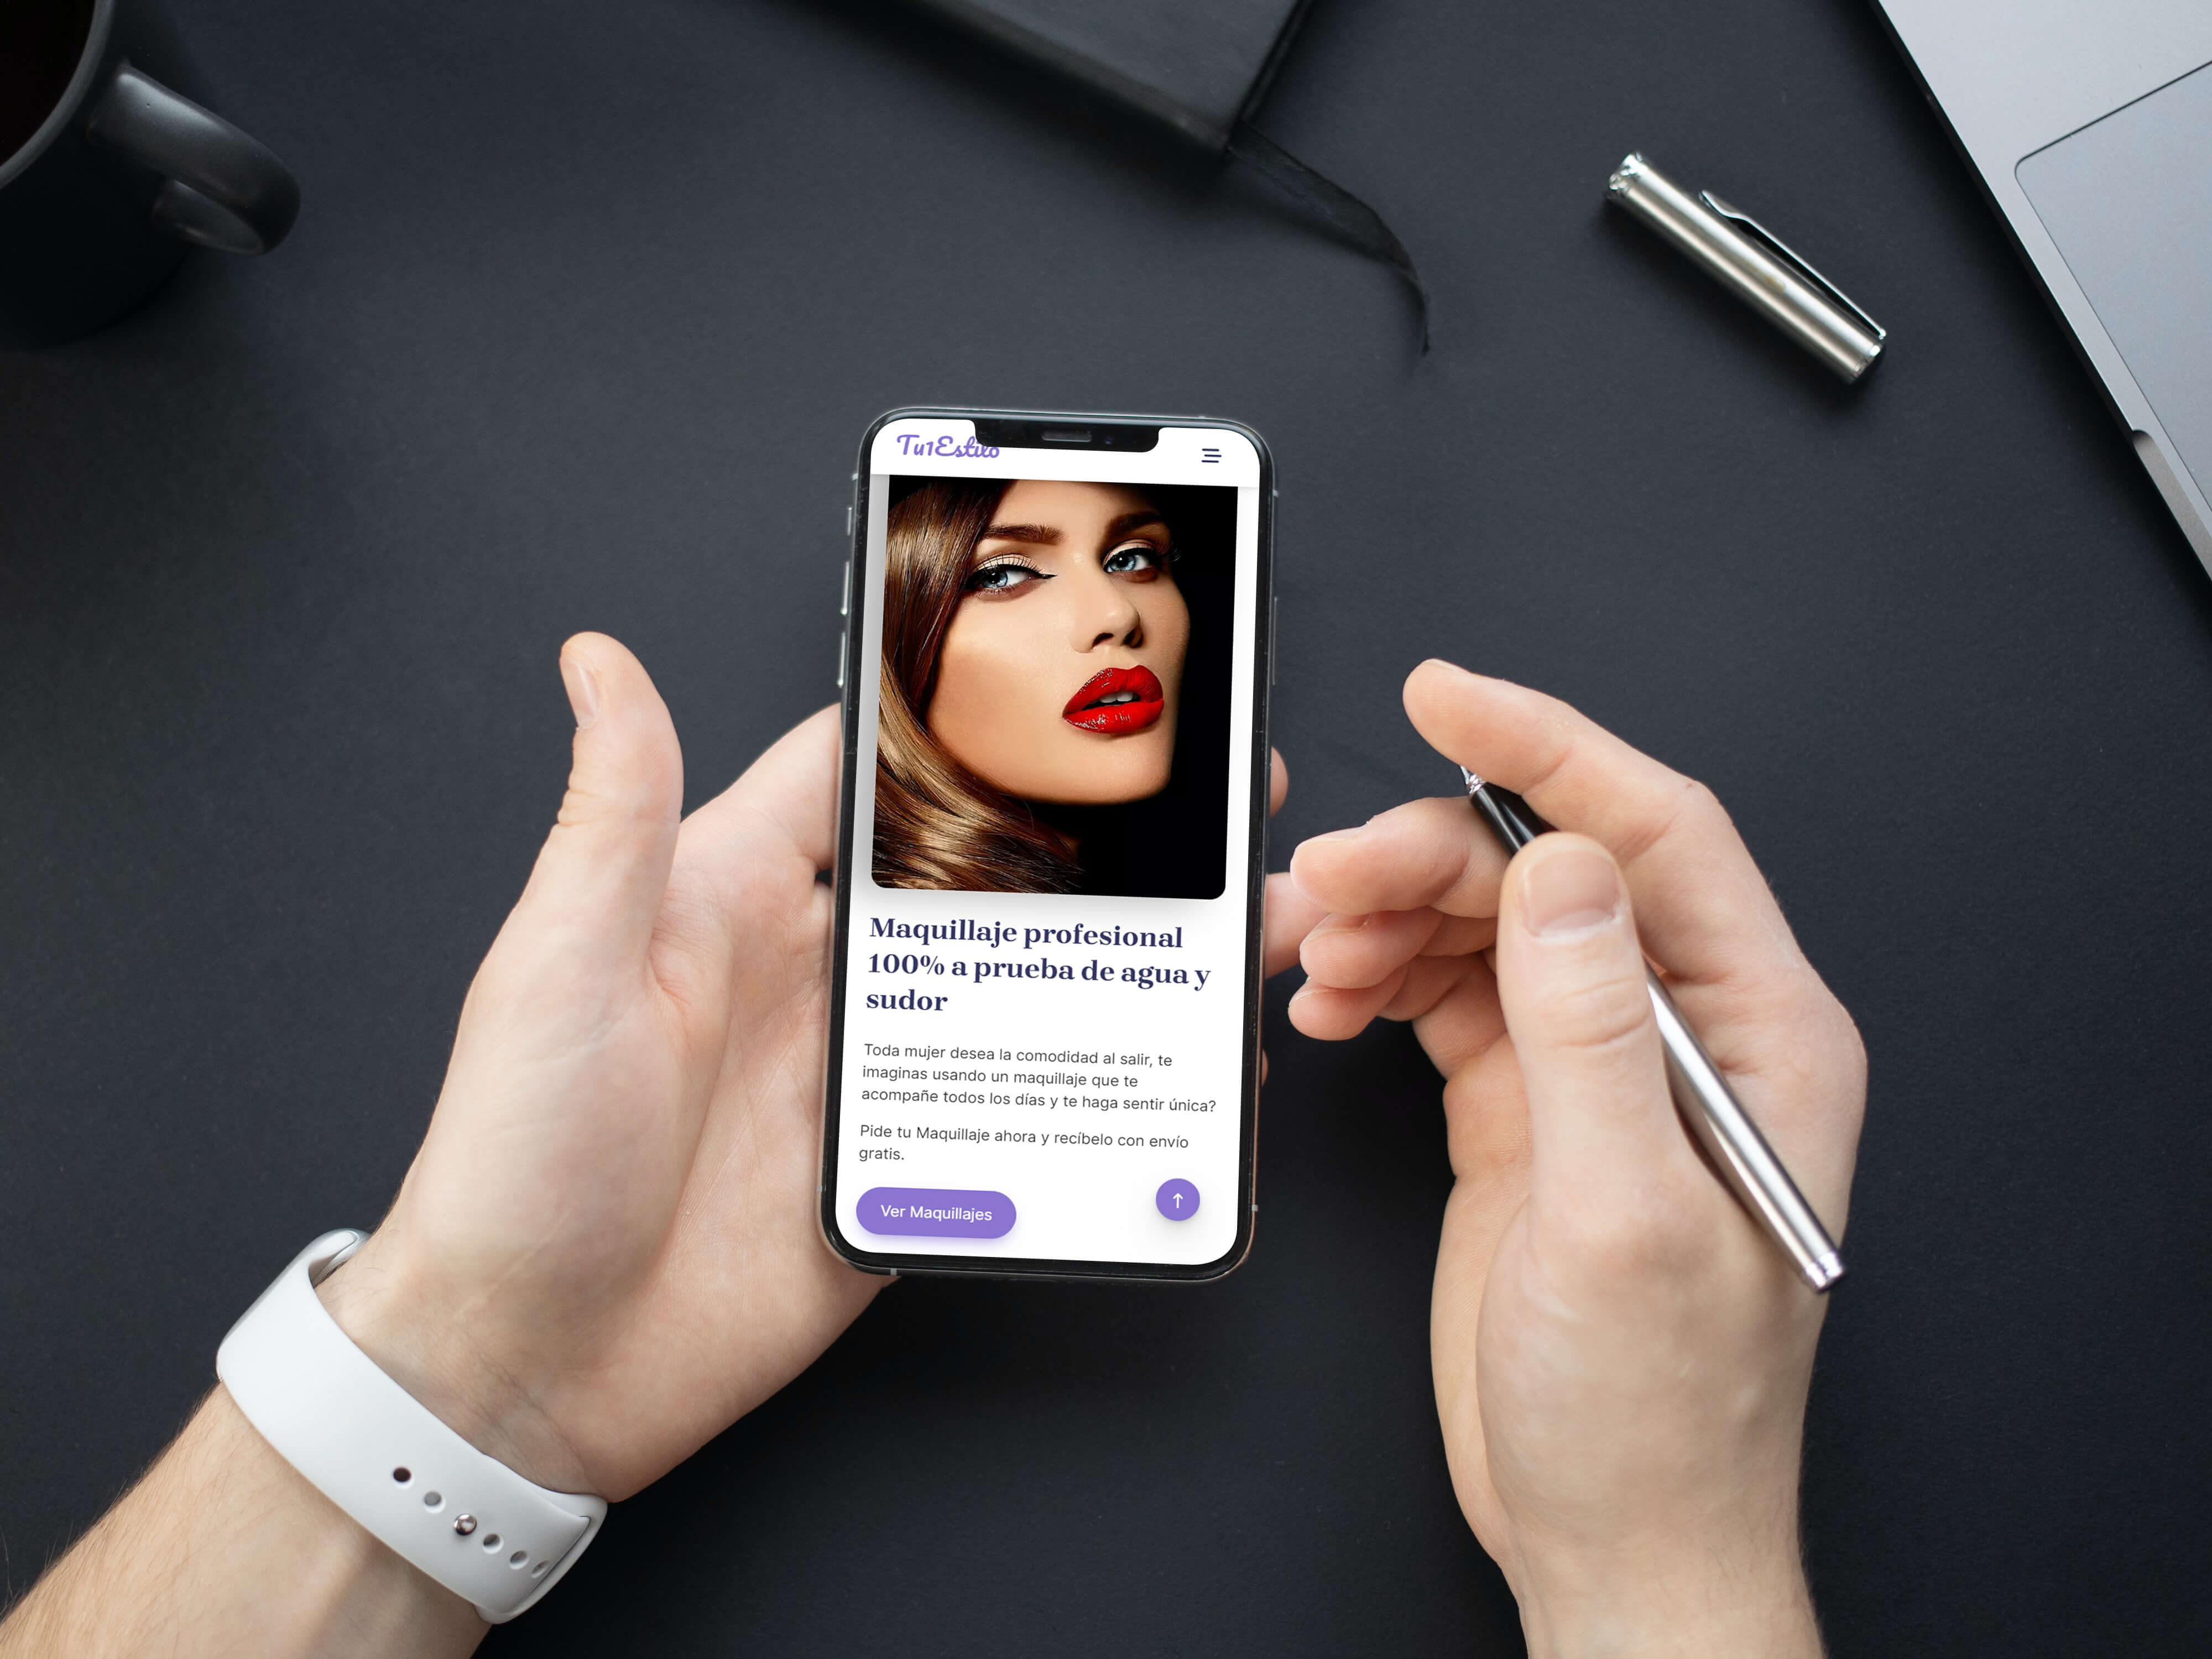 Tu1Estilo
Maquillaje profesional
100% a prueba de agua y
sudor
Toda mujer desea la comodidad al salir, te
imaginas usando un maquillaje que te
acompañe todos los días y te haga sentir única?
Pide tu Maquillaje ahora y recíbelo con envío
gratis.
Ver Maquillajes